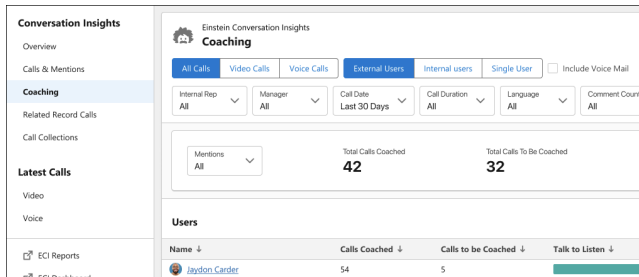 Conversation Insights
Overview
Calls & Mentions
Coaching
Related Record Calls
Call Collections
Latest Calls
Video
Voice
ECI Reports
ECI Dashboard
Einstein Conversation Insights
Coaching
All Calls Video Calls Voice Calls External Users Internal users Single User Include Voice Mail
Internal Rep Manager Call Date Call Duration Language Comment Count
All All Last 30 Days All All All
Mentions Total Calls Coached Total Calls To Be Coached
All 42 32
Users
Name ↓ Calls Coached ↓ Calls to be Coached ↓ Talk to Listen ↓
Jaydon Carder 54 5